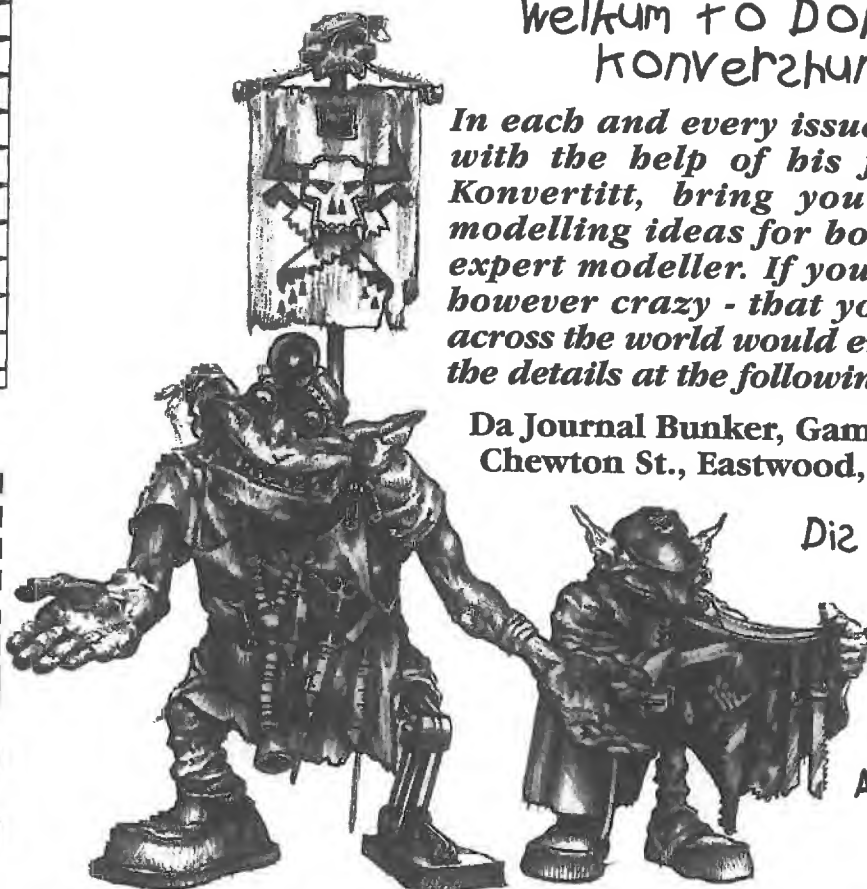 Welkum to Do
Konvershun
In each and every issue
with the help of his
Konvertitt, bring you
modelling ideas for bo
expert modeller. If you
however crazy - that yo
across the world would e
the details at the followin
Da Journal Bunker, Gam
Chewton St., Eastwood,
Dis
A